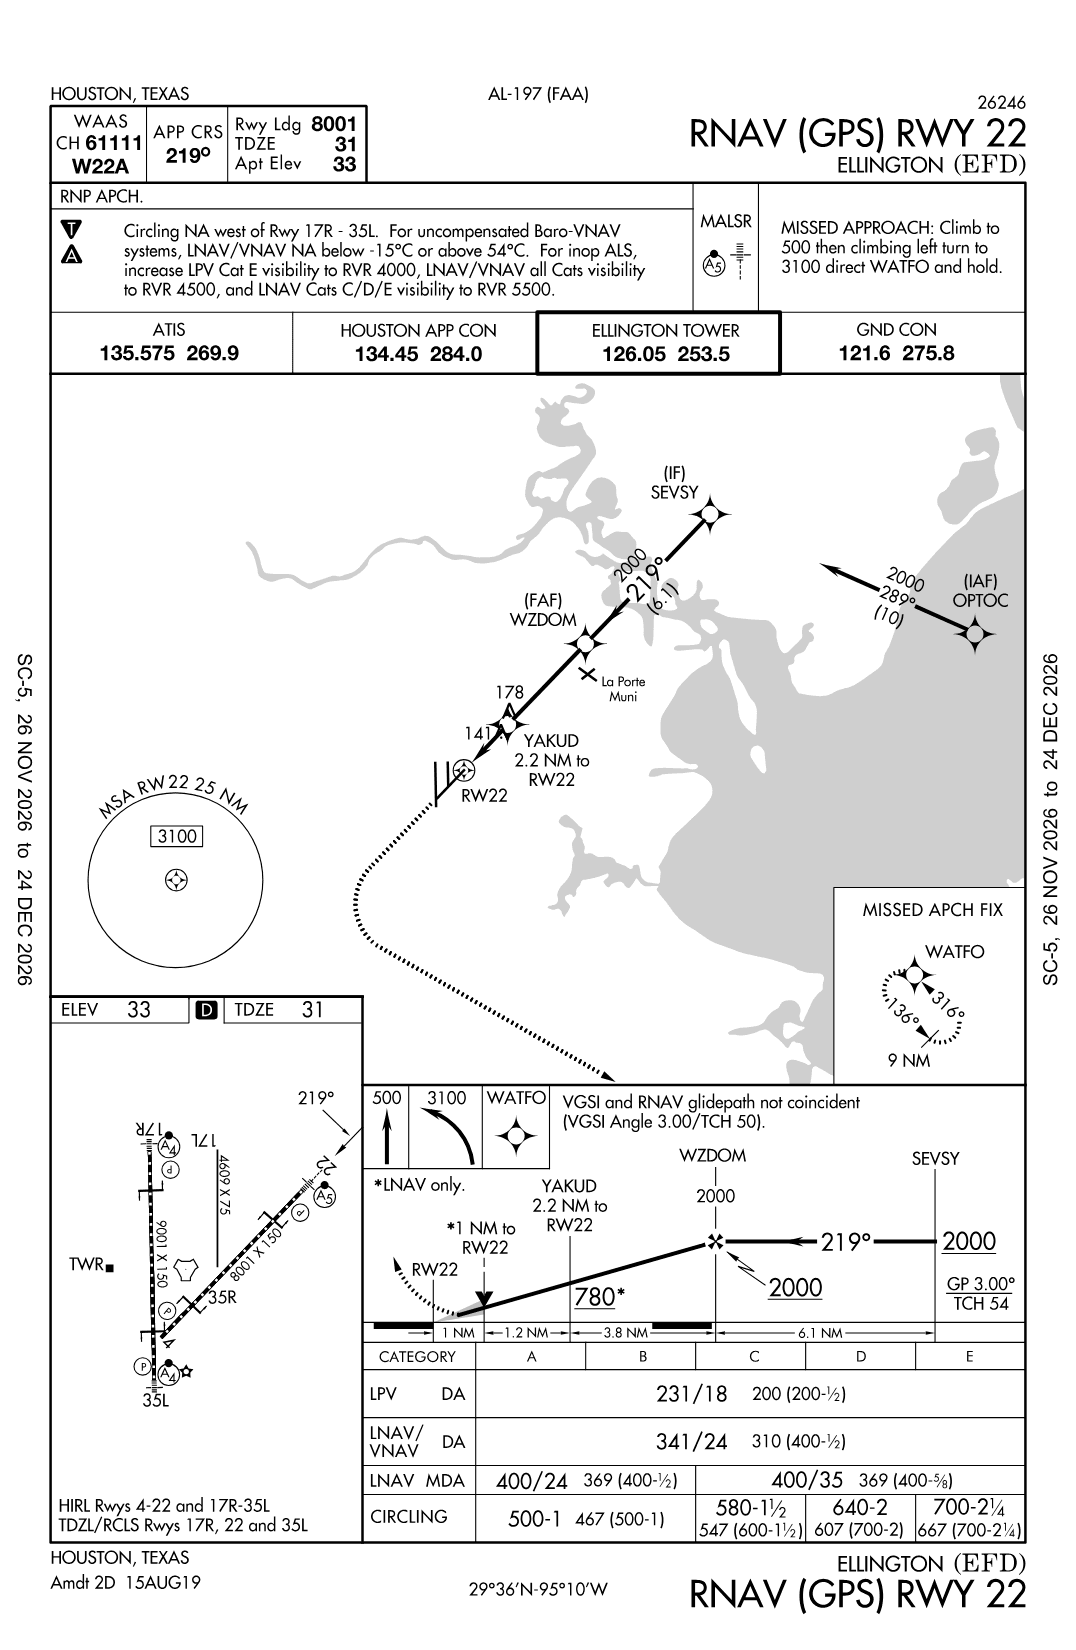 HOUSTON, TEXAS
AL-197 (FAA)
26246
RNAV (GPS) RWY 22
ELLINGTON (EFD)
WAAS
CH 61111
W22A
APP CRS
219°
Rwy Ldg 8001
TDZE 31
Apt Elev 33
RNP APCH.
T
A
Circling NA west of Rwy 17R - 35L. For uncompensated Baro-VNAV
systems, LNAV/VNAV NA below -15°C or above 54°C. For inop ALS,
increase LPV Cat E visibility to RVR 4000, LNAV/VNAV all Cats visibility
to RVR 4500, and LNAV Cats C/D/E visibility to RVR 5500.
MALSR
A5
MISSED APPROACH: Climb to
500 then climbing left turn to
3100 direct WATFO and hold.
ATIS
135.575 269.9
HOUSTON APP CON
134.45 284.0
ELLINGTON TOWER
126.05 253.5
GND CON
121.6 275.8
(IF)
SEVSY
2000
219°
(6.1)
(FAF)
WZDOM
2000
289°
(10)
(IAF)
OPTOC
La Porte
Muni
178
141
YAKUD
2.2 NM to
RW22
RW22
MSA RW22 25 NM
3100
MISSED APCH FIX
WATFO
316°
136°
9 NM
SC-5, 26 NOV 2026 to 24 DEC 2026
SC-5, 26 NOV 2026 to 24 DEC 2026
ELEV 33
D
TDZE 31
219°
17R
A4
P
17L
22
A5
P
4609 X 75
9001 X 150
8001 X 150
TWR
35R
P
4
P
A4
35L
HIRL Rwys 4-22 and 17R-35L
TDZL/RCLS Rwys 17R, 22 and 35L
500
3100
WATFO
VGSI and RNAV glidepath not coincident
(VGSI Angle 3.00/TCH 50).
*LNAV only.
WZDOM
SEVSY
YAKUD
2.2 NM to
RW22
2000
*1 NM to
RW22
RW22
219°
2000
2000
780*
GP 3.00°
TCH 54
1 NM
1.2 NM
3.8 NM
6.1 NM
CATEGORY A B C D E
LPV DA 231/18 200 (200-½)
LNAV/
VNAV DA 341/24 310 (400-½)
LNAV MDA 400/24 369 (400-½) 400/35 369 (400-⅝)
CIRCLING 500-1 467 (500-1)
580-1½
547 (600-1½)
640-2
607 (700-2)
700-2¼
667 (700-2¼)
HOUSTON, TEXAS
Amdt 2D 15AUG19
29°36'N-95°10'W
ELLINGTON (EFD)
RNAV (GPS) RWY 22